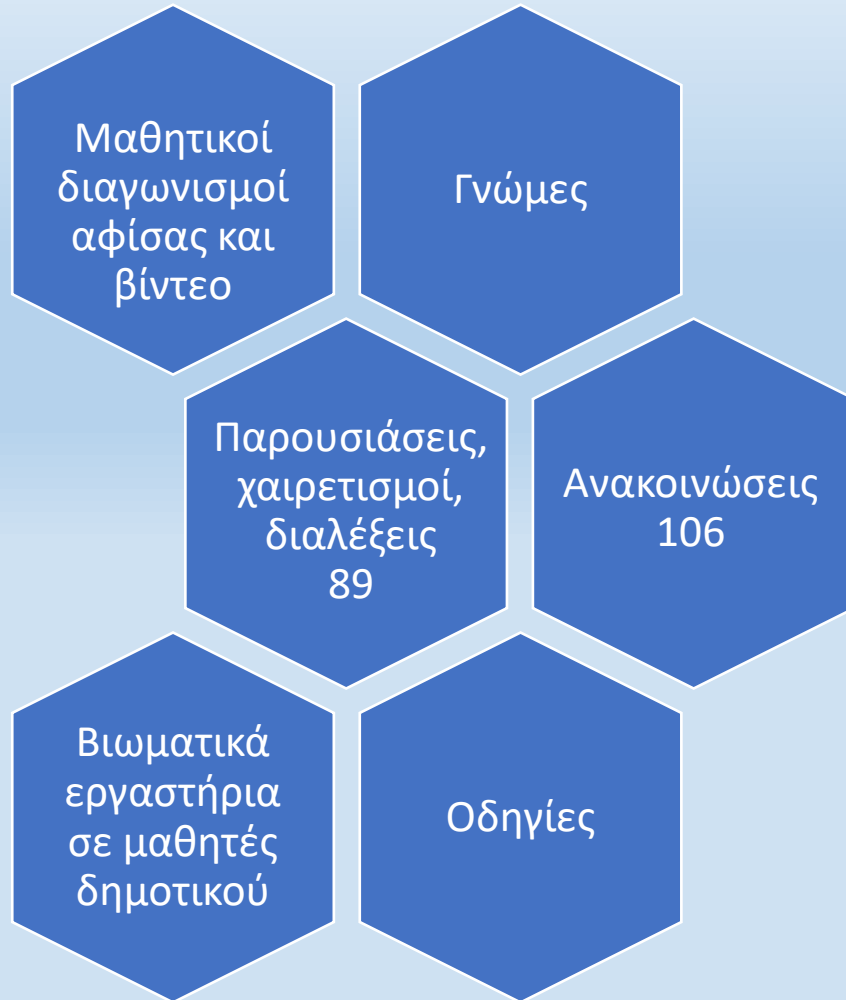 Μαθητικοί
διαγωνισμοί
αφίσας και
βίντεο
Γνώμες
Παρουσιάσεις,
χαιρετισμοί,
διαλέξεις
89
Ανακοινώσεις
106
Βιωματικά
εργαστήρια
σε μαθητές
δημοτικού
Οδηγίες